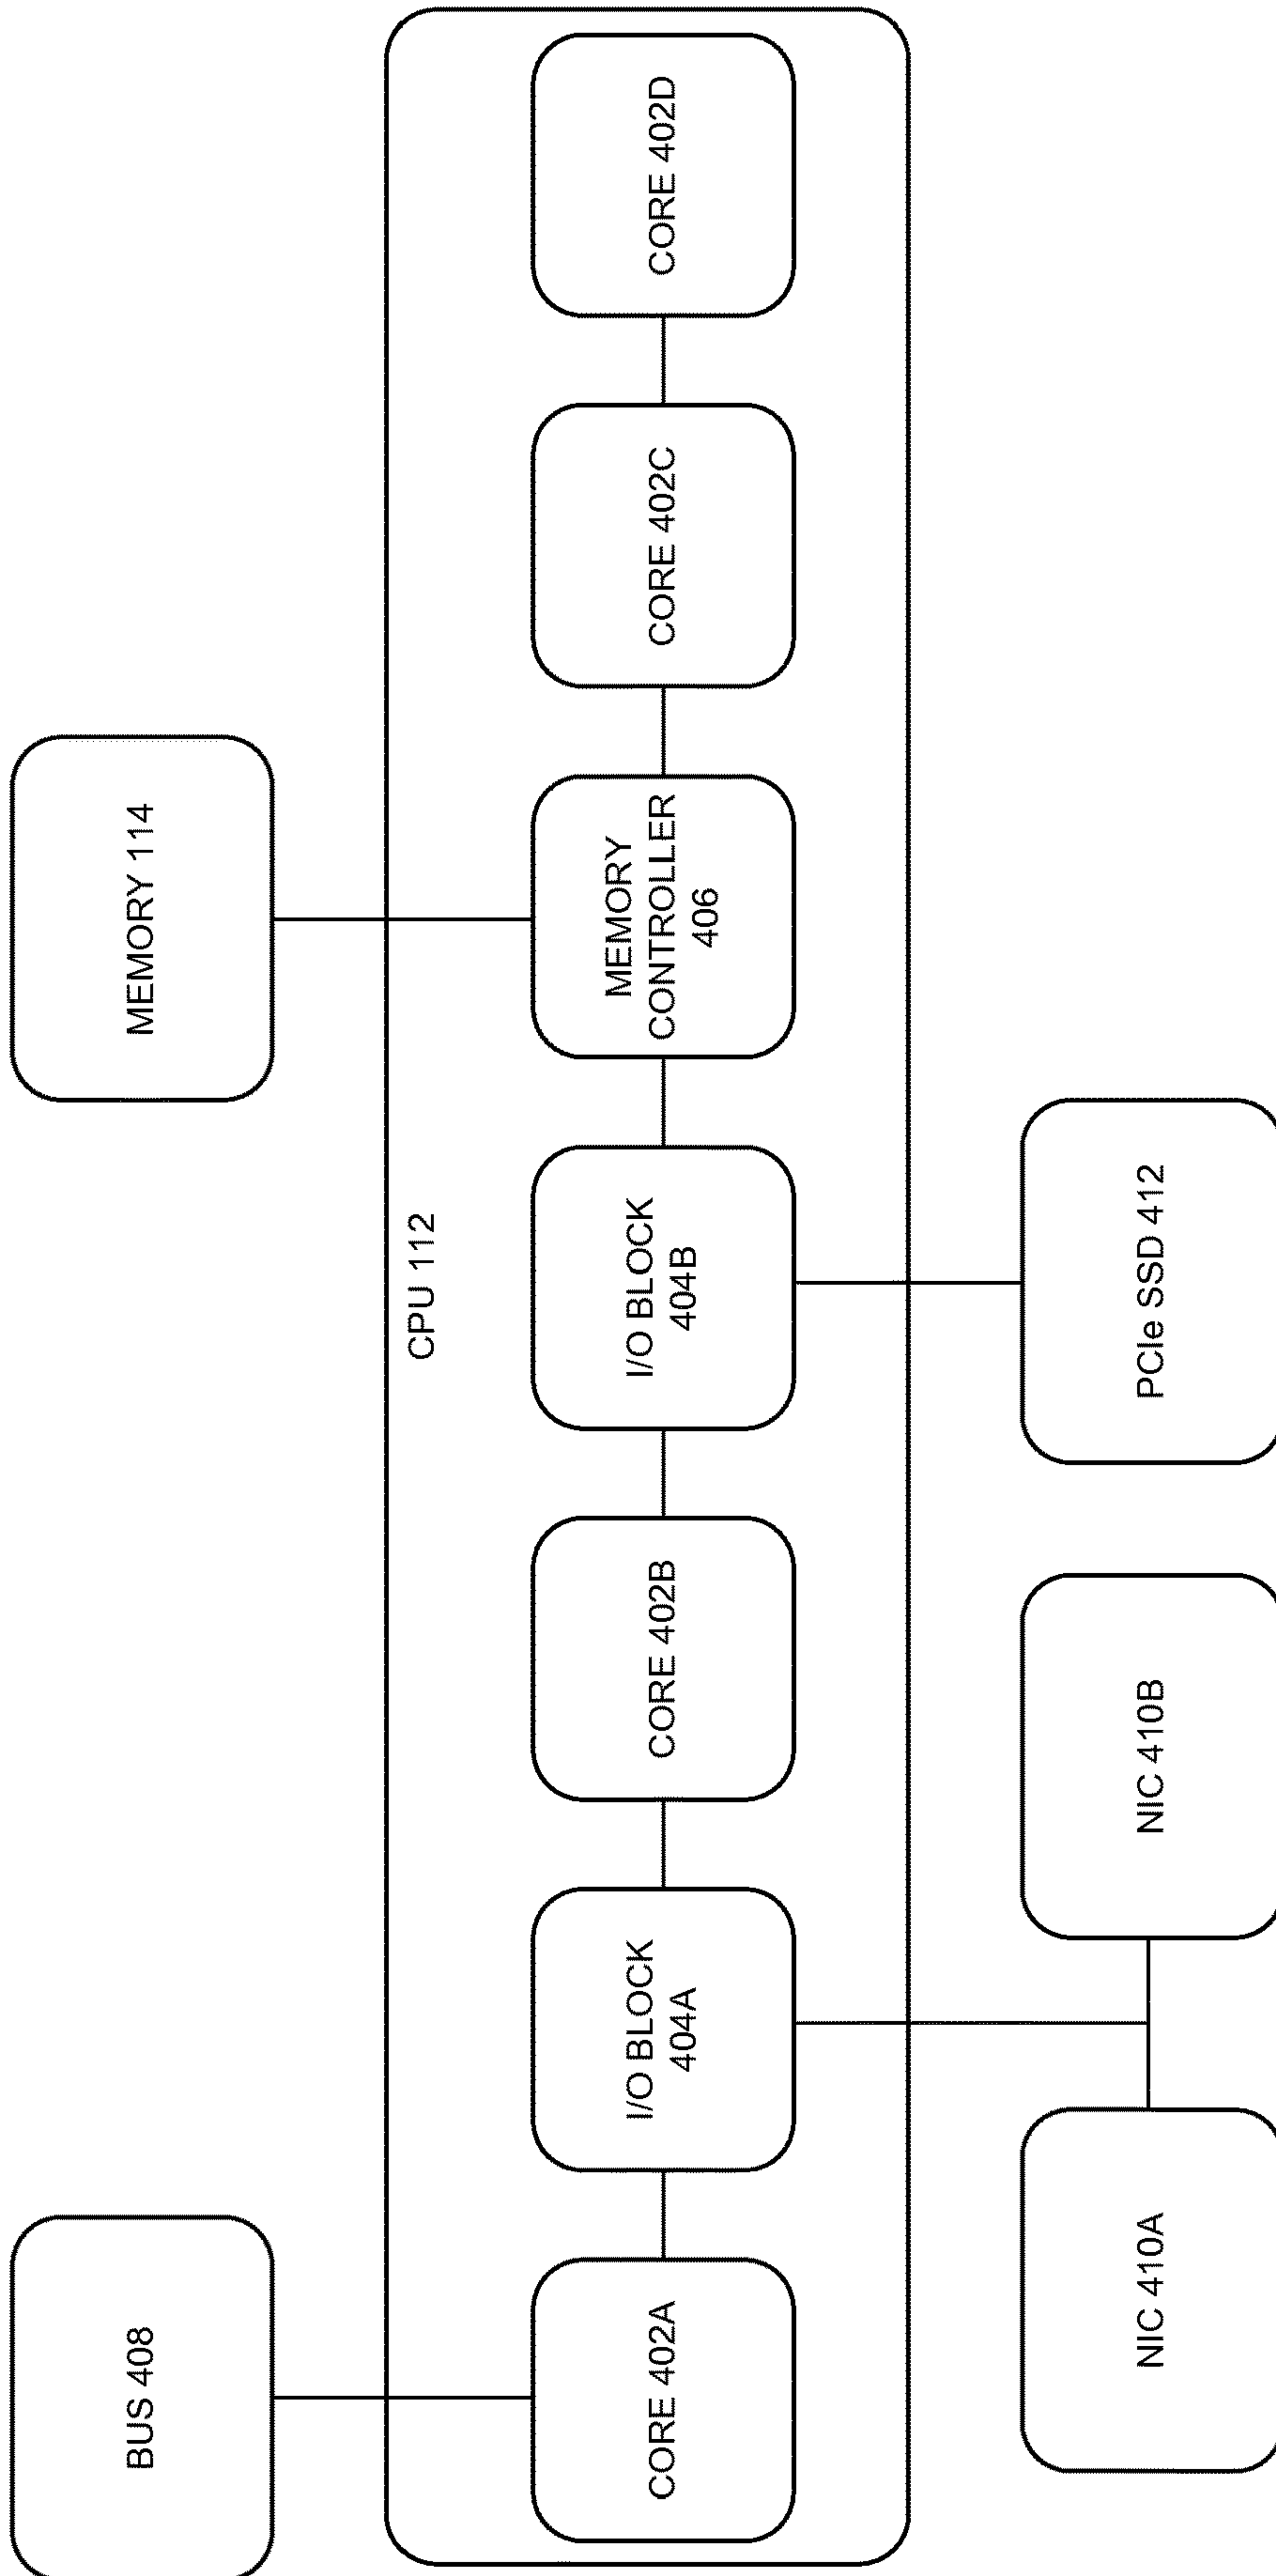 BUS 408
MEMORY 114
CPU 112
CORE 402A
I/O BLOCK
404A
CORE 402B
I/O BLOCK
404B
MEMORY
CONTROLLER
406
CORE 402C
CORE 402D
NIC 410A
NIC 410B
PCIe SSD 412